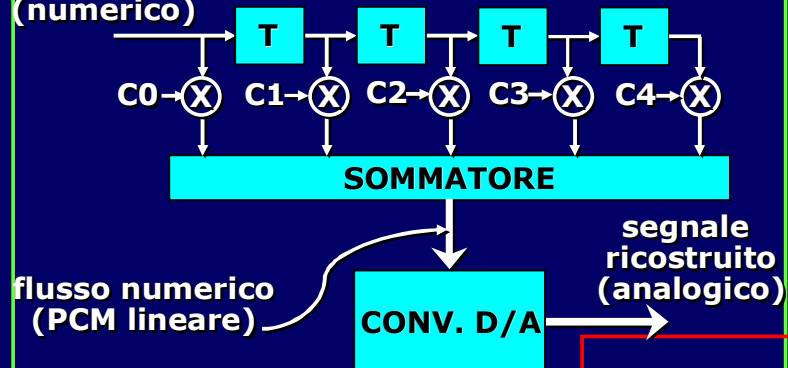 (numerico)
T T T T
C0 X C1 X C2 X C3 X C4 X
SOMMATORE
segnale
ricostruito
(analogico)
flusso numerico
(PCM lineare)
CONV. D/A